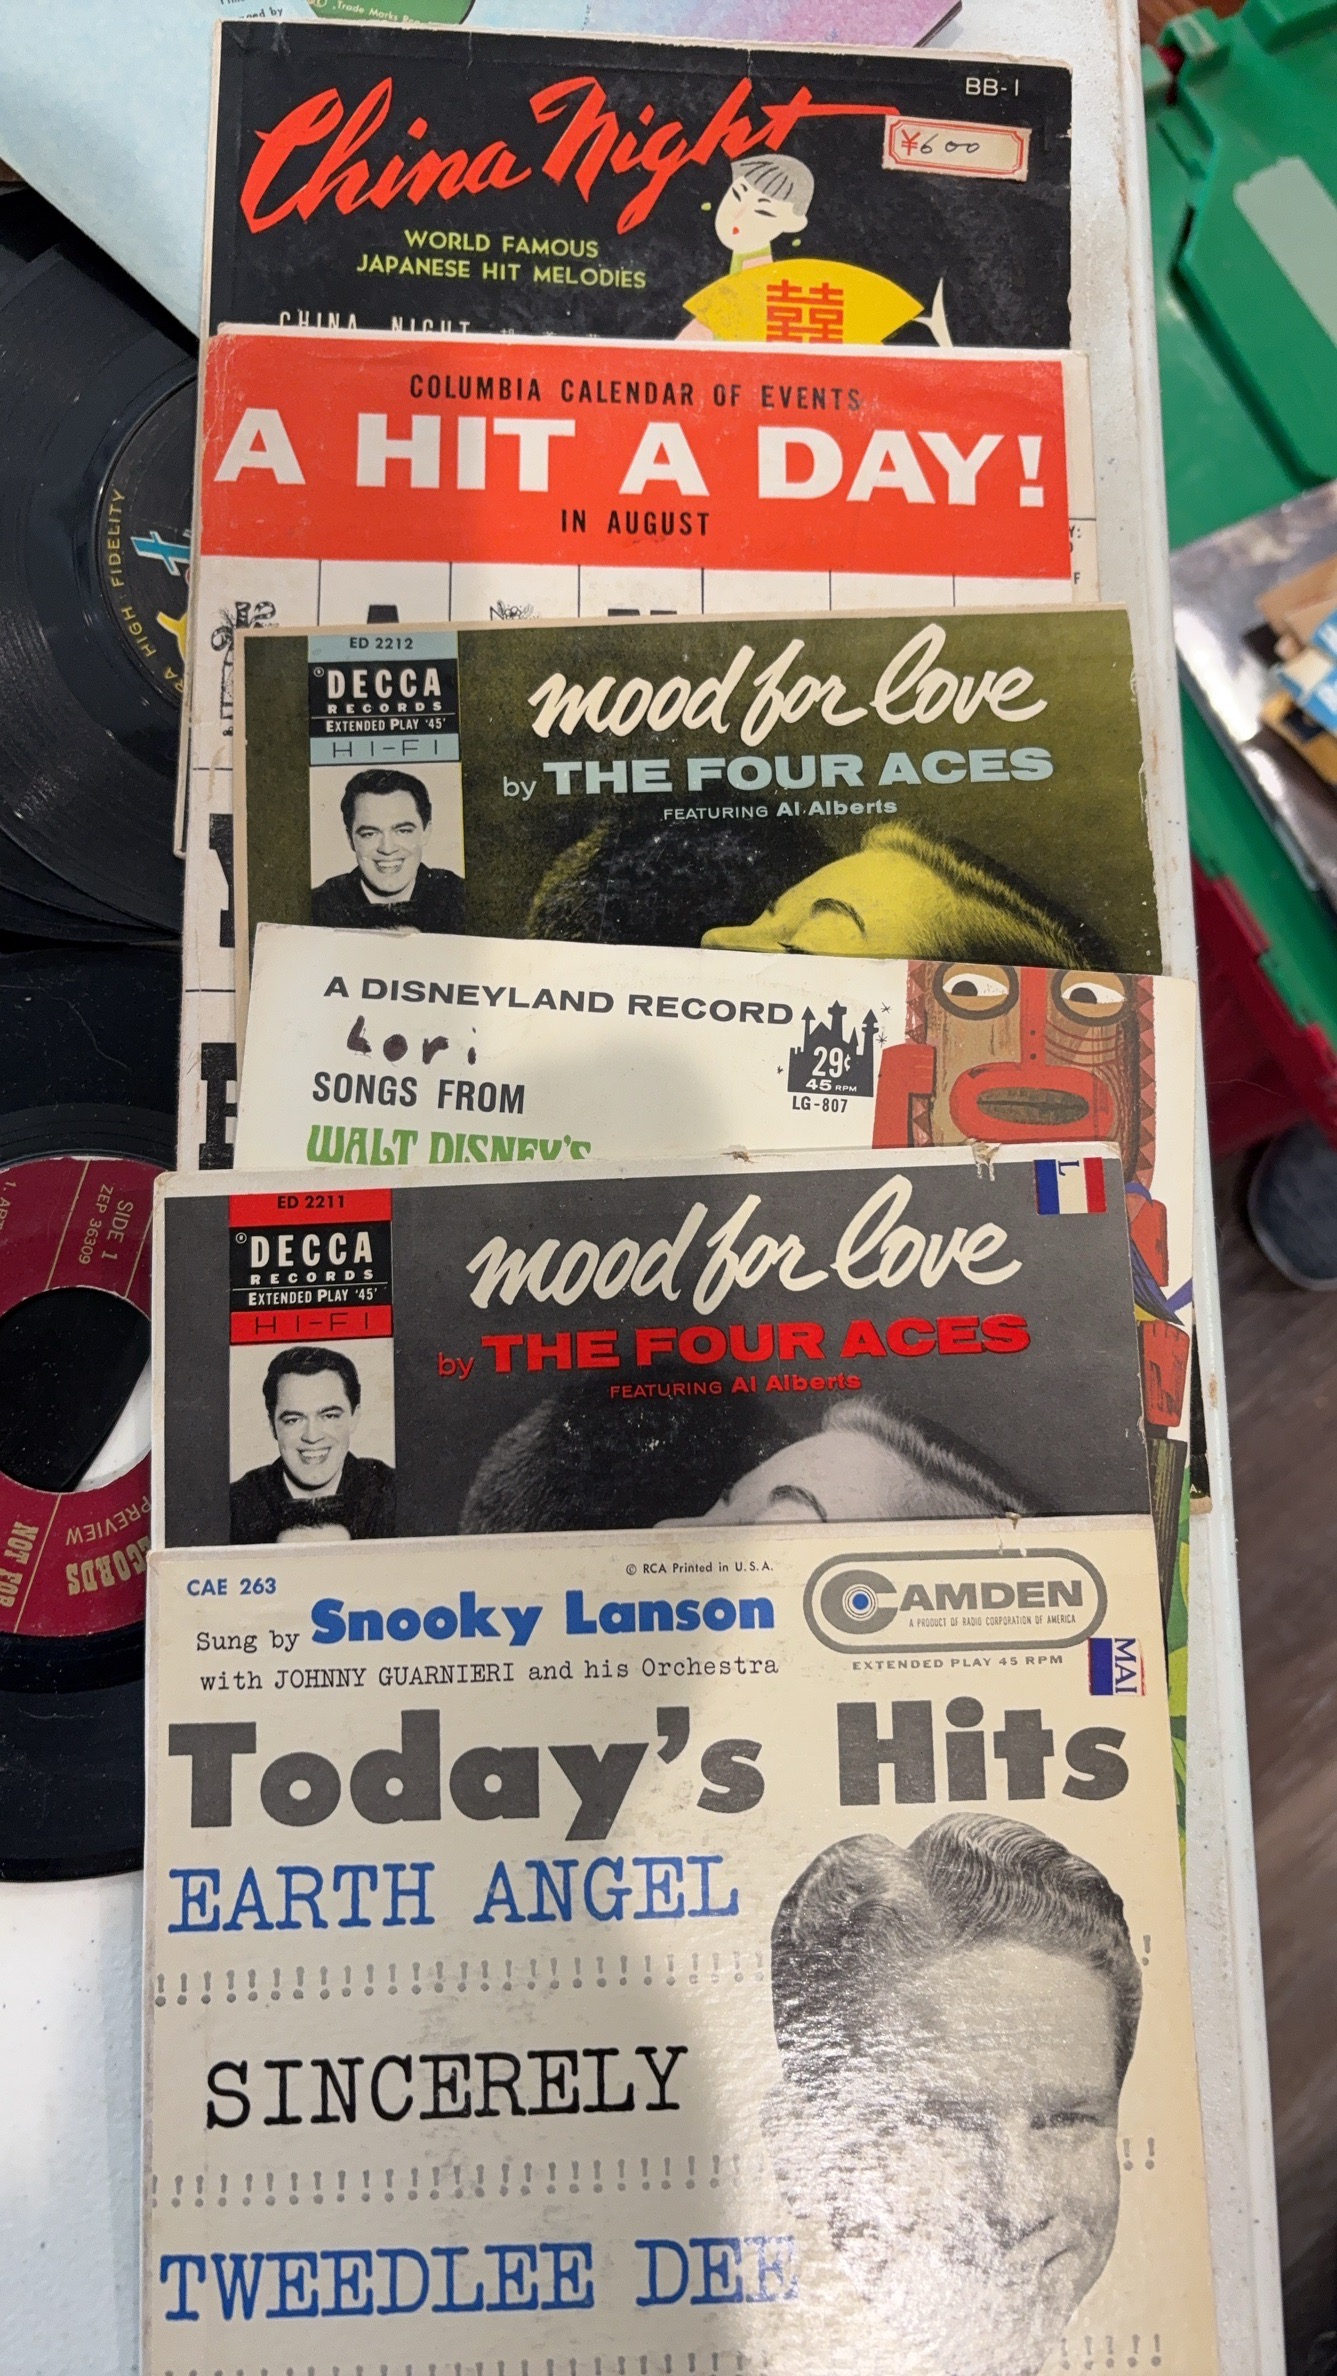 Trade Marks Reg
BB-1
China Night
¥600
WORLD FAMOUS
JAPANESE HIT MELODIES
囍
CHINA NIGHT
COLUMBIA CALENDAR OF EVENTS
A HIT A DAY!
IN AUGUST
HIGH FIDELITY
ED 2212
DECCA
RECORDS
EXTENDED PLAY '45'
HI-FI
mood for love
by THE FOUR ACES
FEATURING Al Alberts
A DISNEYLAND RECORD
Lori
29¢
45 RPM
LG-807
SONGS FROM
WALT DISNEY'S
ED 2211
DECCA
RECORDS
EXTENDED PLAY '45'
HI-FI
mood for love
by THE FOUR ACES
FEATURING Al Alberts
SIDE 1
ZEP 36309
PREVIEW
NOT FOR
CAE 263
© RCA Printed in U.S.A.
CAMDEN
A PRODUCT OF RADIO CORPORATION OF AMERICA
EXTENDED PLAY 45 RPM
MAI
Sung by Snooky Lanson
with JOHNNY GUARNIERI and his Orchestra
Today's Hits
EARTH ANGEL
SINCERELY
TWEEDLEE DEE